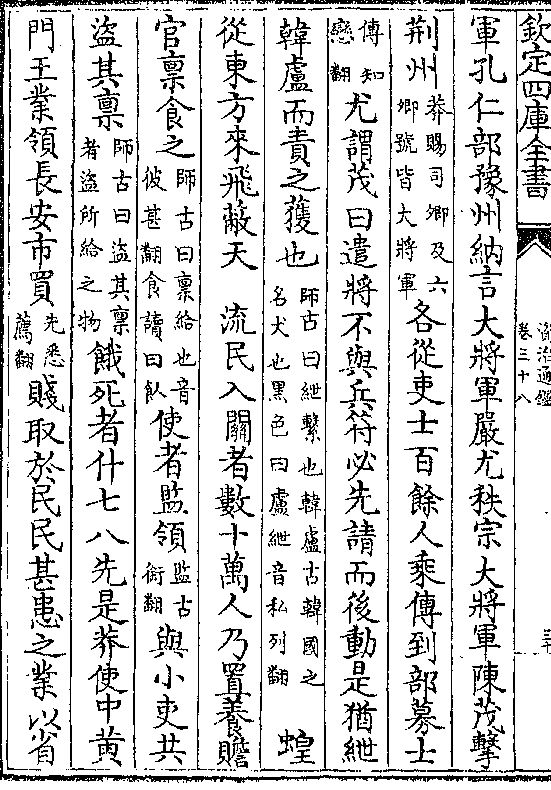 欽定四庫全書
資治通鑑
卷三十八
軍孔仁部豫州納言大將軍嚴尤秩宗大將軍陳茂擊
荆州莽賜司卿及六卿號皆大將軍各從吏士百餘人乘傳到部募士
傳知戀翻尤謂茂曰遣將不與兵符必先請而後動是猶紲
韓盧而責之獲也師古曰紲繫也韓盧古韓國之名犬也黑色曰盧紲音私列翻蝗
從東方來飛蔽天　流民入關者數十萬人乃置養贍
官禀食之師古曰禀給也音彼甚翻食讀曰飤使者監領監古銜翻與小吏共
盜其禀師古曰盜其禀者盜所給之物餓死者什七八先是莽使中黄
門王業領長安市買先悉薦翻賤取於民民甚患之業以省